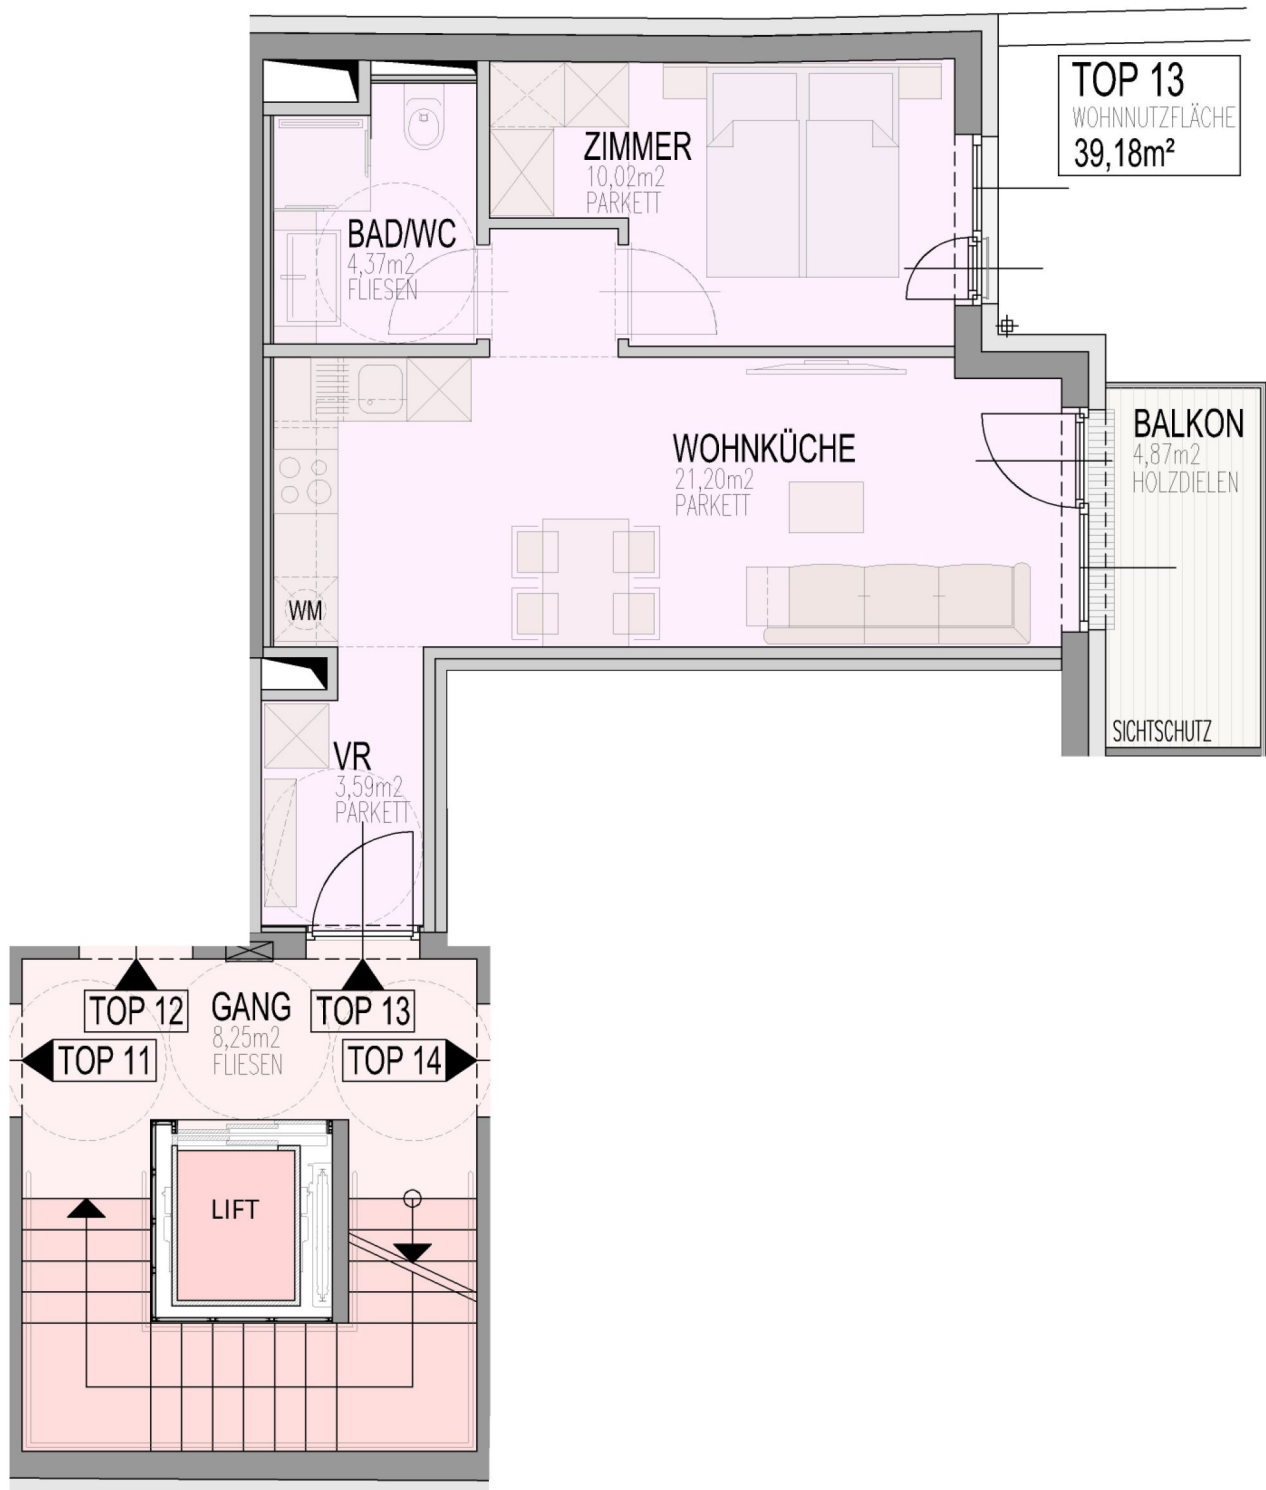 TOP 13
WOHNNUTZFLÄCHE
39,18m²
ZIMMER
10,02m2
PARKETT
BAD/WC
4,37m2
FLIESEN
WOHNKÜCHE
21,20m2
PARKETT
BALKON
4,87m2
HOLZDIELEN
WM
SICHTSCHUTZ
VR
3,59m2
PARKETT
TOP 12
GANG
8,25m2
FLIESEN
TOP 13
TOP 11
TOP 14
LIFT